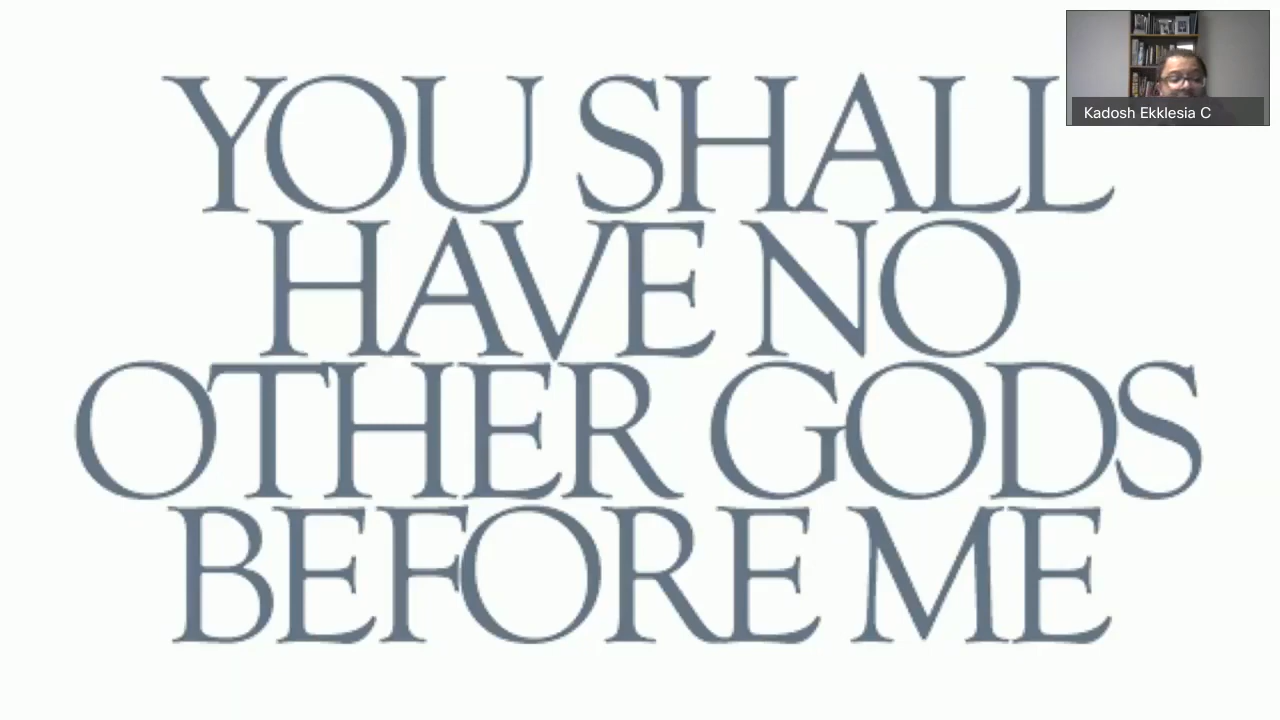 YOU SHALL
HAVE NO
OTHER GODS
BEFORE ME
Kadosh Ekklesia C